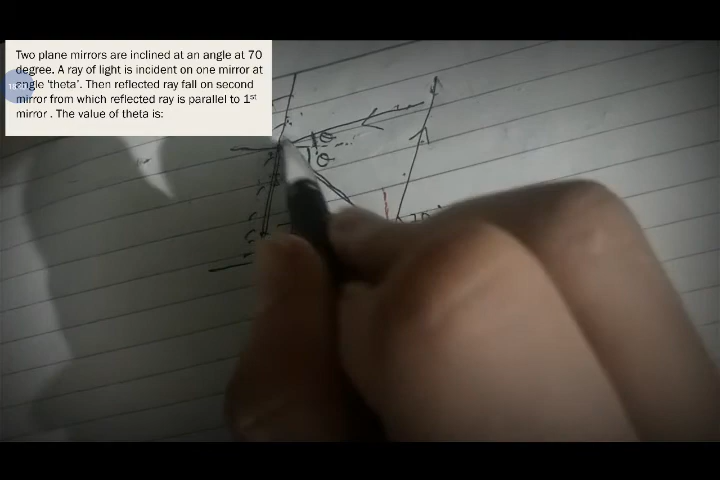 Two plane mirrors are inclined at an angle at 70
degree. A ray of light is incident on one mirror at
angle 'theta'. Then reflected ray fall on second
mirror from which reflected ray is parallel to 1st
mirror . The value of theta is:
θ
θ